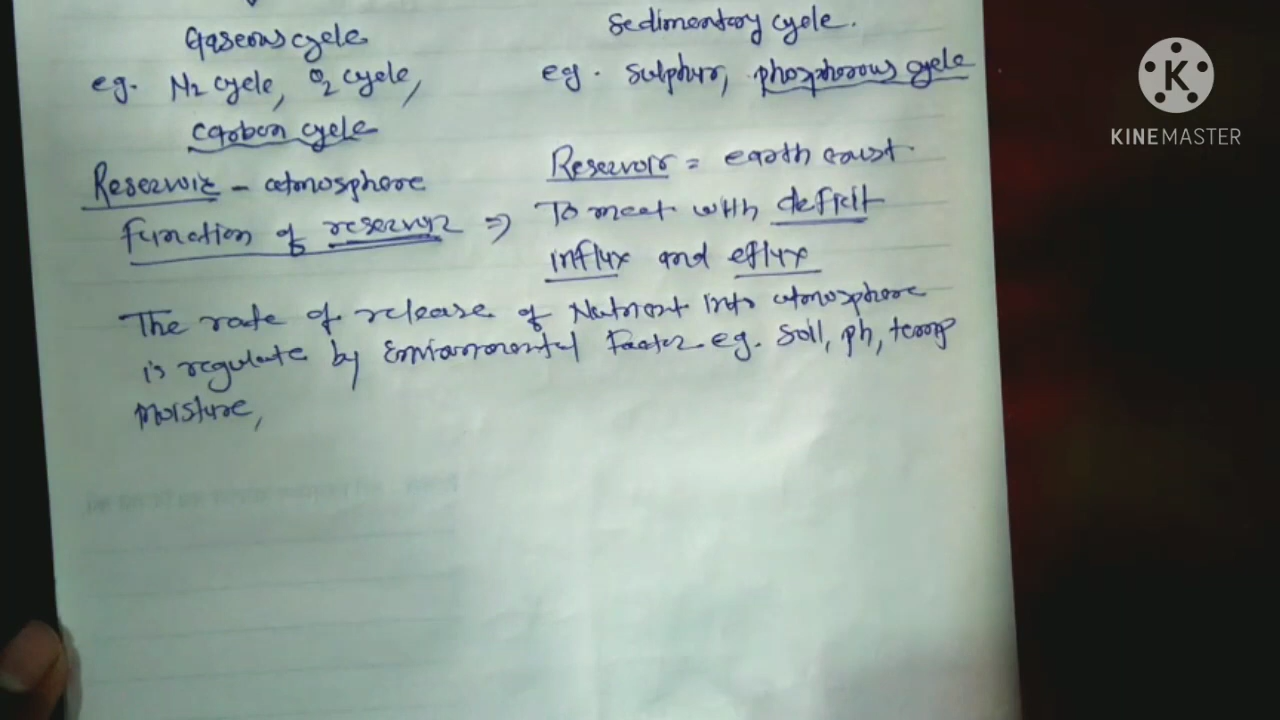 Gaseous cycle
eg. N2 cycle, O2 cycle,
Carbon cycle
Reservoir - atmosphere
Sedimentary cycle.
eg. Sulphur, phosphorous cycle
Reservoir = earth crust.
function of reservoir => To meet with deficit
influx and eflux
The rate of release of Nutrient into atmosphere
is regulate by Environmental Factor eg. Soil, ph, temp
Moisture,
K
KINEMASTER